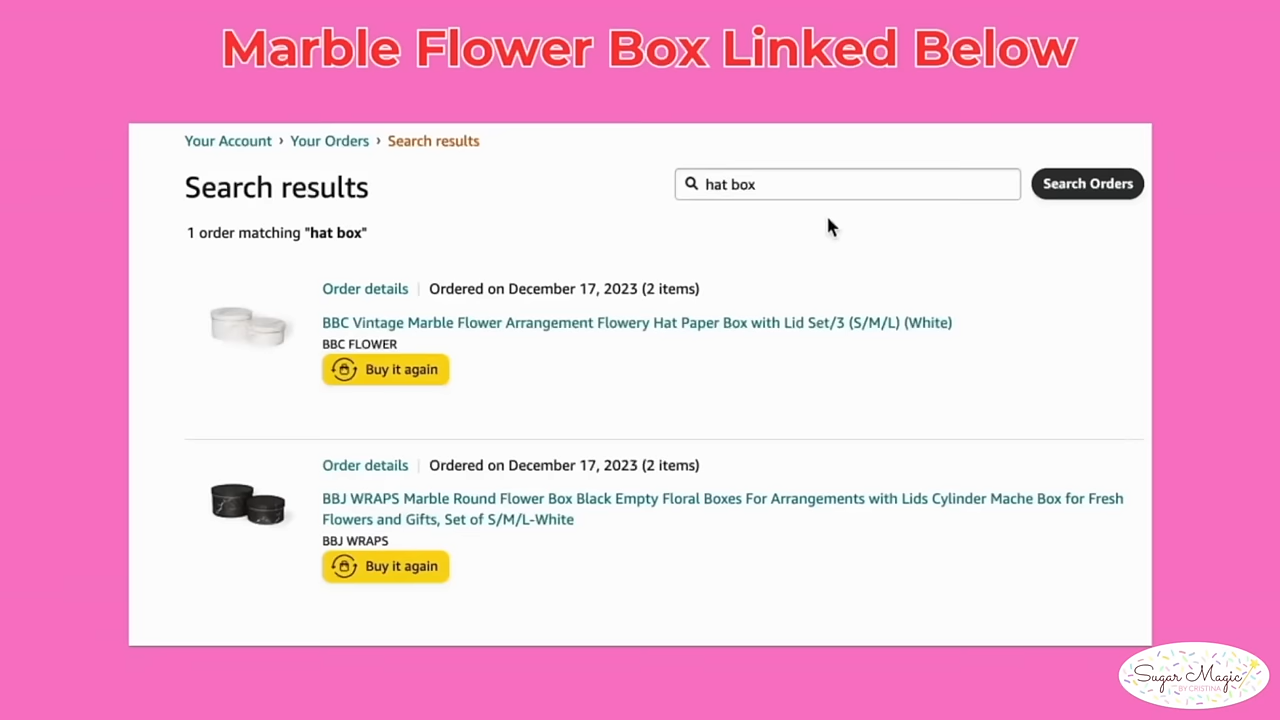 Marble Flower Box Linked Below
Your Account › Your Orders › Search results
Search results
hat box
Search Orders
1 order matching "hat box"
Order details | Ordered on December 17, 2023 (2 items)
BBC Vintage Marble Flower Arrangement Flowery Hat Paper Box with Lid Set/3 (S/M/L) (White)
BBC FLOWER
Buy it again
Order details | Ordered on December 17, 2023 (2 items)
BBJ WRAPS Marble Round Flower Box Black Empty Floral Boxes For Arrangements with Lids Cylinder Mache Box for Fresh
Flowers and Gifts, Set of S/M/L-White
BBJ WRAPS
Buy it again
Sugar Magic
BY CRISTINA